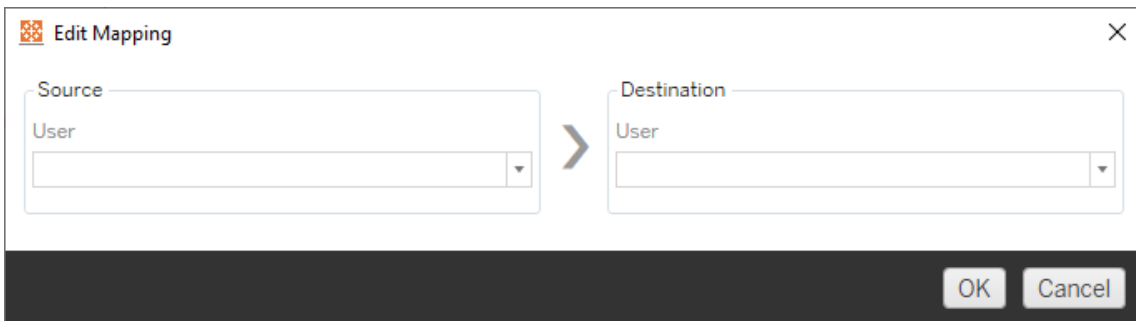 Edit Mapping
Source
Destination
User
User
OK
Cancel